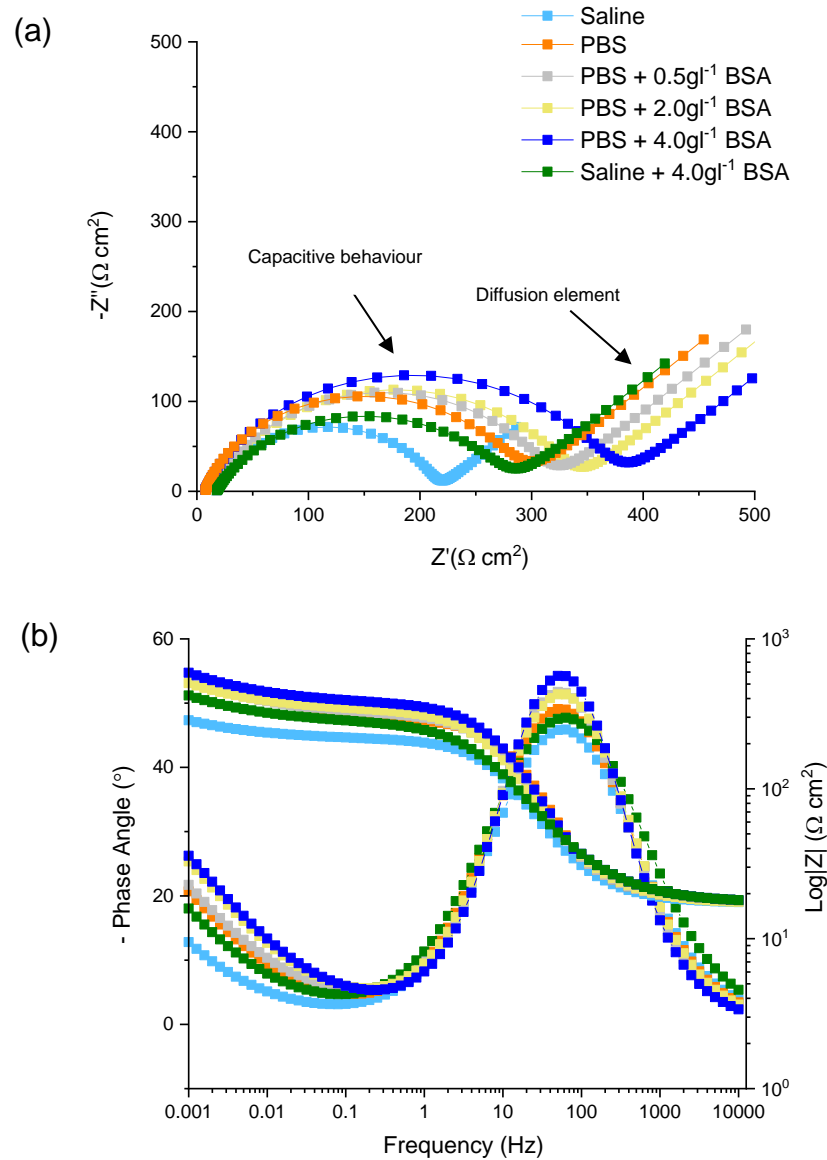 (a)
Saline
PBS
PBS + 0.5gl⁻¹ BSA
PBS + 2.0gl⁻¹ BSA
PBS + 4.0gl⁻¹ BSA
Saline + 4.0gl⁻¹ BSA
500
400
300
200
100
0
-Z''(Ω cm²)
Capacitive behaviour
Diffusion element
0 100 200 300 400 500
Z'(Ω cm²)
(b)
60
40
20
0
- Phase Angle (°)
10³
10²
10¹
10⁰
Log|Z| (Ω cm²)
0.001 0.01 0.1 1 10 100 1000 10000
Frequency (Hz)